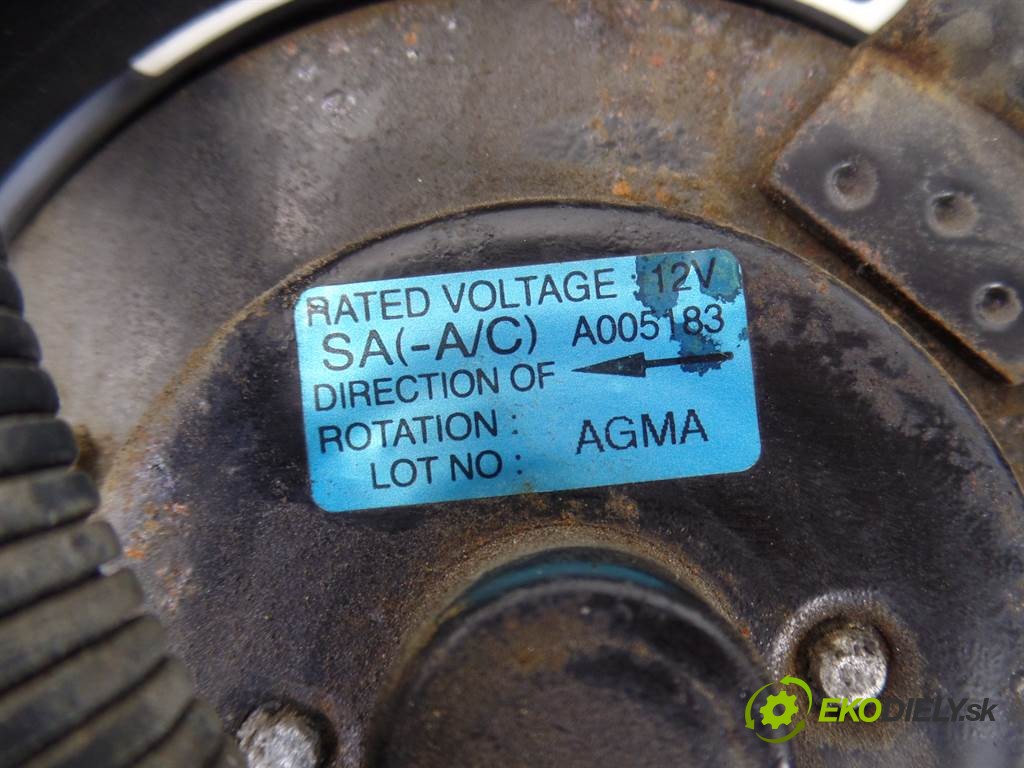 RATED VOLTAGE : 12V
SA(-A/C) A005183
DIRECTION OF
ROTATION :
LOT NO : AGMA
EKODIELY.sk